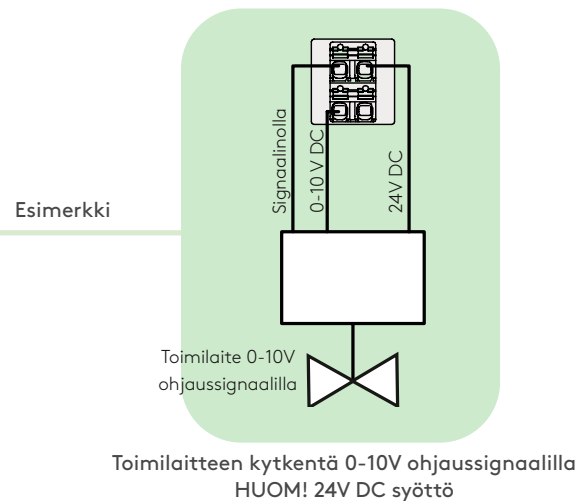 Signaalinolla
0-10 V DC
24V DC
Esimerkki
Toimilaite 0-10V
ohjaussignaalilla
Toimilaitteen kytkentä 0-10V ohjaussignaalilla
HUOM! 24V DC syöttö